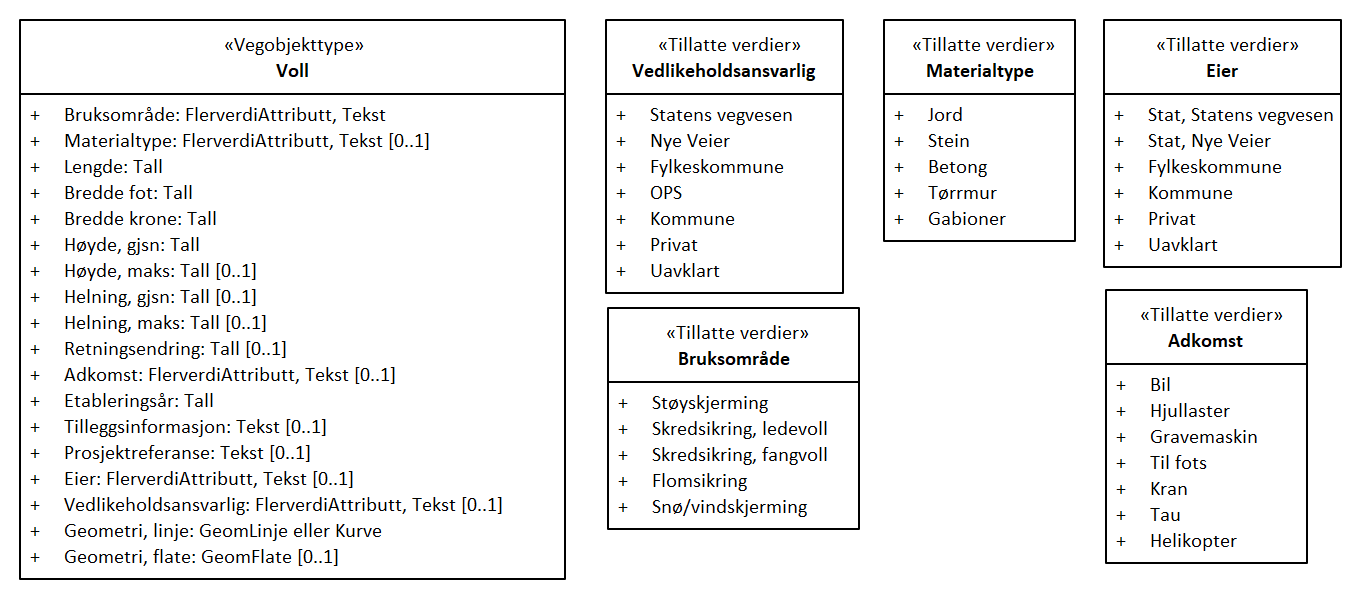 «Vegobjekttype»
Voll
+ Bruksområde: FlerverdiAttributt, Tekst
+ Materialtype: FlerverdiAttributt, Tekst [0..1]
+ Lengde: Tall
+ Bredde fot: Tall
+ Bredde krone: Tall
+ Høyde, gjsn: Tall
+ Høyde, maks: Tall [0..1]
+ Helning, gjsn: Tall [0..1]
+ Helning, maks: Tall [0..1]
+ Retningsendring: Tall [0..1]
+ Adkomst: FlerverdiAttributt, Tekst [0..1]
+ Etableringsår: Tall
+ Tilleggsinformasjon: Tekst [0..1]
+ Prosjektreferanse: Tekst [0..1]
+ Eier: FlerverdiAttributt, Tekst [0..1]
+ Vedlikeholdsansvarlig: FlerverdiAttributt, Tekst [0..1]
+ Geometri, linje: GeomLinje eller Kurve
+ Geometri, flate: GeomFlate [0..1]
«Tillatte verdier»
Vedlikeholdsansvarlig
+ Statens vegvesen
+ Nye Veier
+ Fylkeskommune
+ OPS
+ Kommune
+ Privat
+ Uavklart
«Tillatte verdier»
Bruksområde
+ Støyskjerming
+ Skredsikring, ledevoll
+ Skredsikring, fangvoll
+ Flomsikring
+ Snø/vindskjerming
«Tillatte verdier»
Materialtype
+ Jord
+ Stein
+ Betong
+ Tørrmur
+ Gabioner
«Tillatte verdier»
Eier
+ Stat, Statens vegvesen
+ Stat, Nye Veier
+ Fylkeskommune
+ Kommune
+ Privat
+ Uavklart
«Tillatte verdier»
Adkomst
+ Bil
+ Hjullaster
+ Gravemaskin
+ Til fots
+ Kran
+ Tau
+ Helikopter